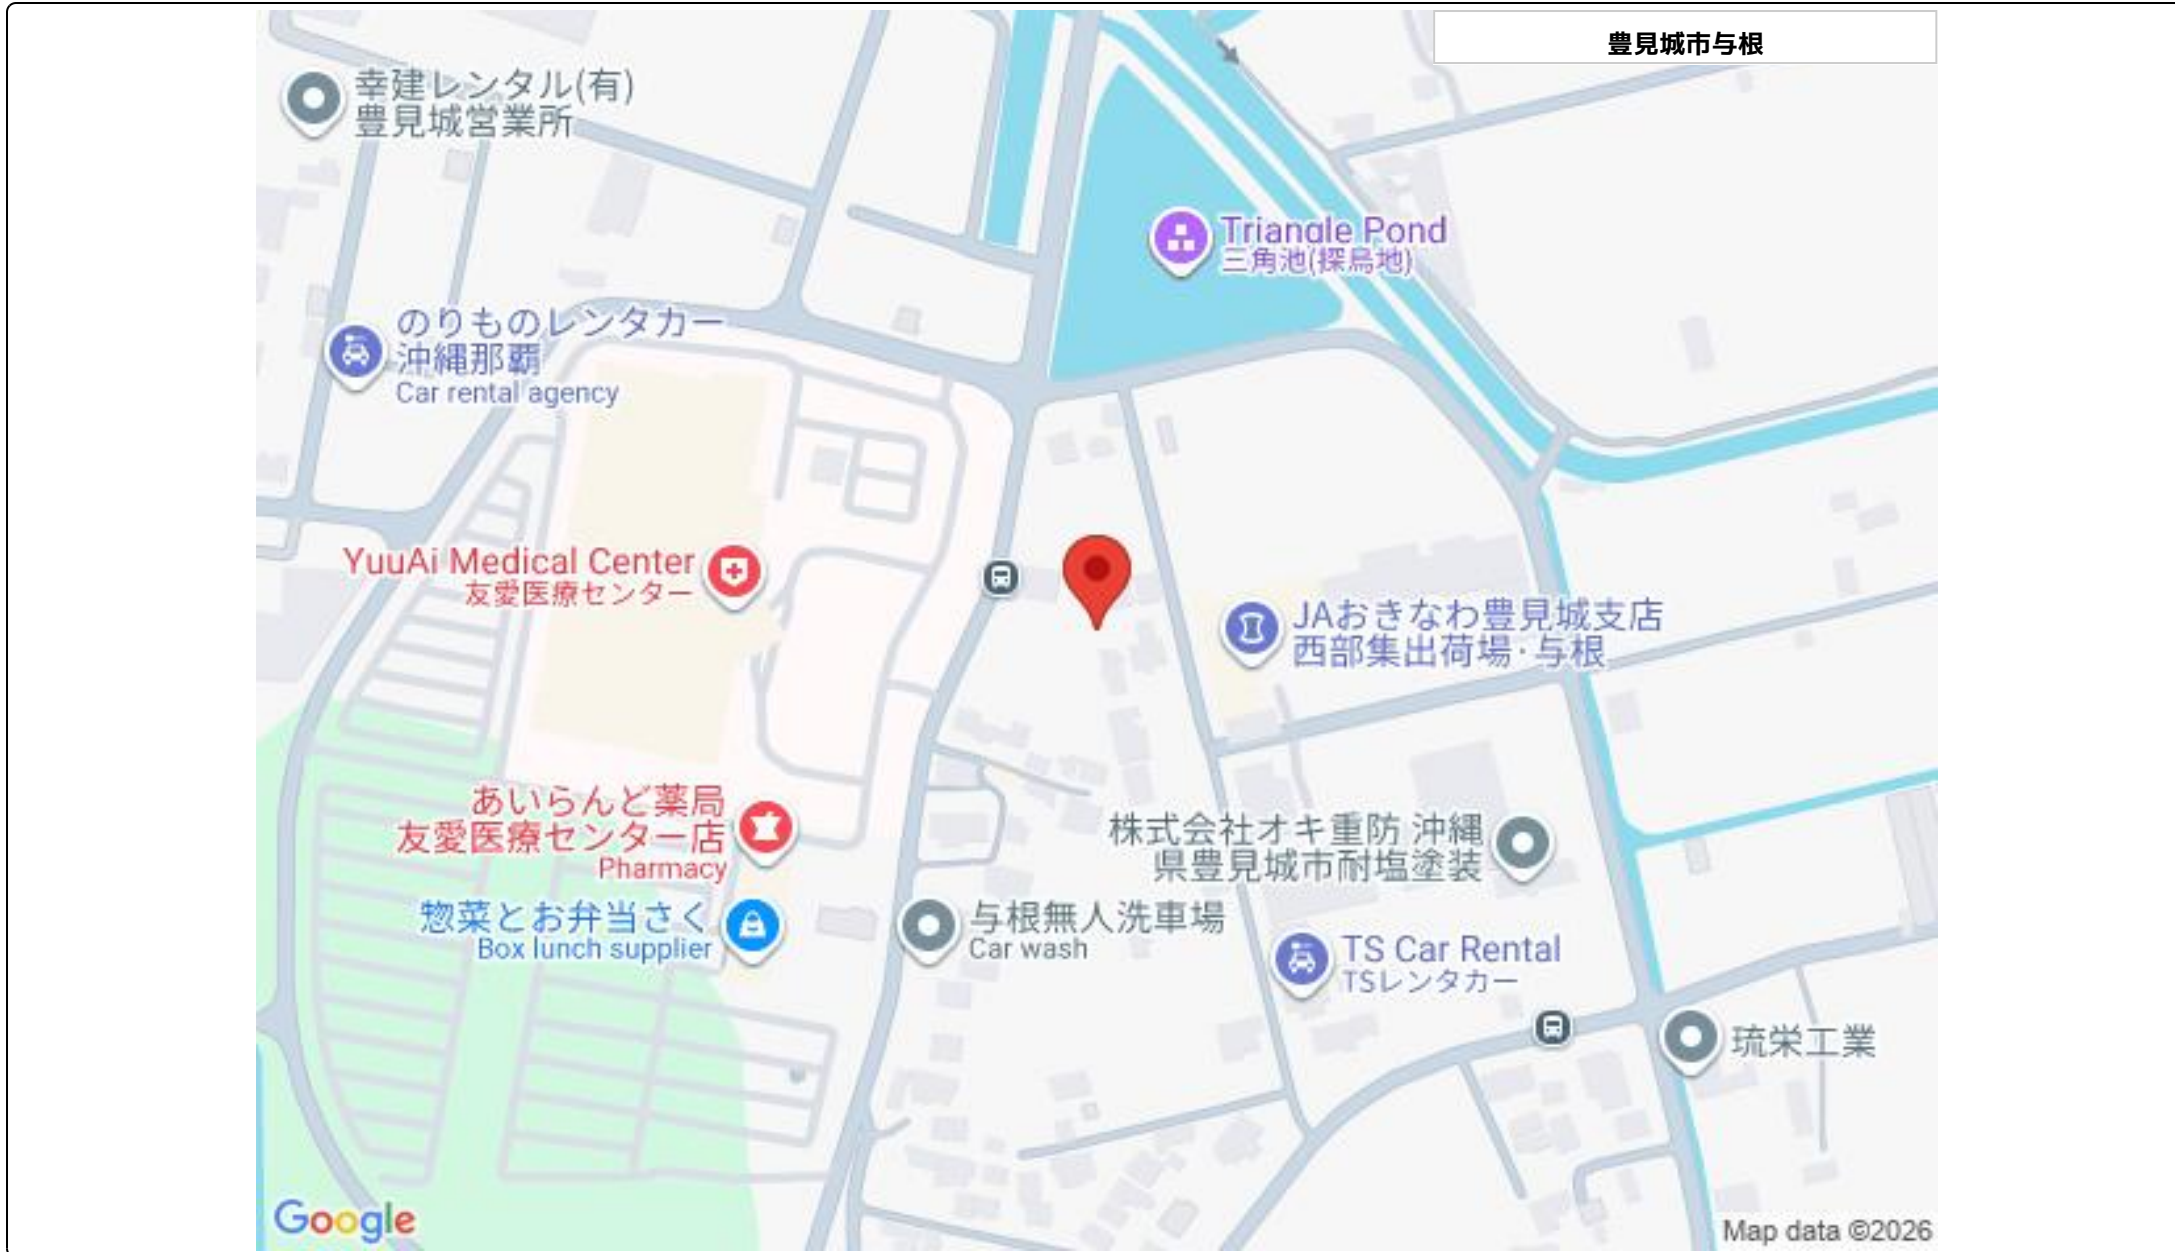 豊見城市与根
幸建レンタル(有)
豊見城営業所
Triangle Pond
三角池(探鳥地)
のりものレンタカー
沖縄那覇
Car rental agency
YuuAi Medical Center
友愛医療センター
JAおきなわ豊見城支店
西部集出荷場・与根
あいらんど薬局
友愛医療センター店
Pharmacy
株式会社オキ重防 沖縄
県豊見城市耐塩塗装
惣菜とお弁当さく
Box lunch supplier
与根無人洗車場
Car wash
TS Car Rental
TSレンタカー
琉栄工業
Google
Map data ©2026